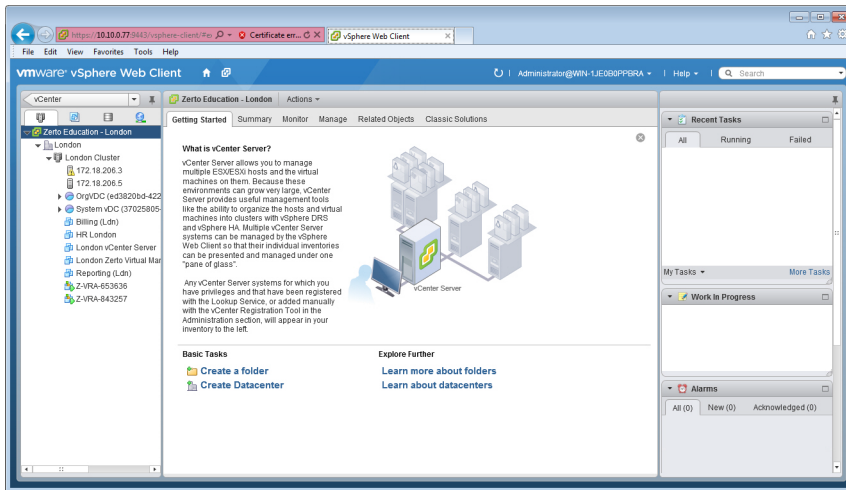 https://10.10.0.77:9443/vsphere-client/#ex
Certificate err...
vSphere Web Client
File Edit View Favorites Tools Help
vmware® vSphere Web Client
Administrator@WIN-1JE0B0PPBRA
Help
Search
vCenter
Zerto Education - London
London
London Cluster
172.18.206.3
172.18.206.5
OrgVDC (ed3820bd-422
System vDC (37025805-
Billing (Ldn)
HR London
London vCenter Server
London Zerto Virtual Mar
Reporting (Ldn)
Z-VRA-653636
Z-VRA-843257
Zerto Education - London Actions
Getting Started Summary Monitor Manage Related Objects Classic Solutions
What is vCenter Server?
vCenter Server allows you to manage
multiple ESX/ESXi hosts and the virtual
machines on them. Because these
environments can grow very large, vCenter
Server provides useful management tools
like the ability to organize the hosts and virtual
machines into clusters with vSphere DRS
and vSphere HA. Multiple vCenter Server
systems can be managed by the vSphere
Web Client so that their individual inventories
can be presented and managed under one
"pane of glass".
Any vCenter Server systems for which you
have privileges and that have been registered
with the Lookup Service, or added manually
with the vCenter Registration Tool in the
Administration section, will appear in your
inventory to the left.
vCenter Server
Basic Tasks
Create a folder
Create Datacenter
Explore Further
Learn more about folders
Learn about datacenters
Recent Tasks
All Running Failed
My Tasks More Tasks
Work In Progress
Alarms
All (0) New (0) Acknowledged (0)